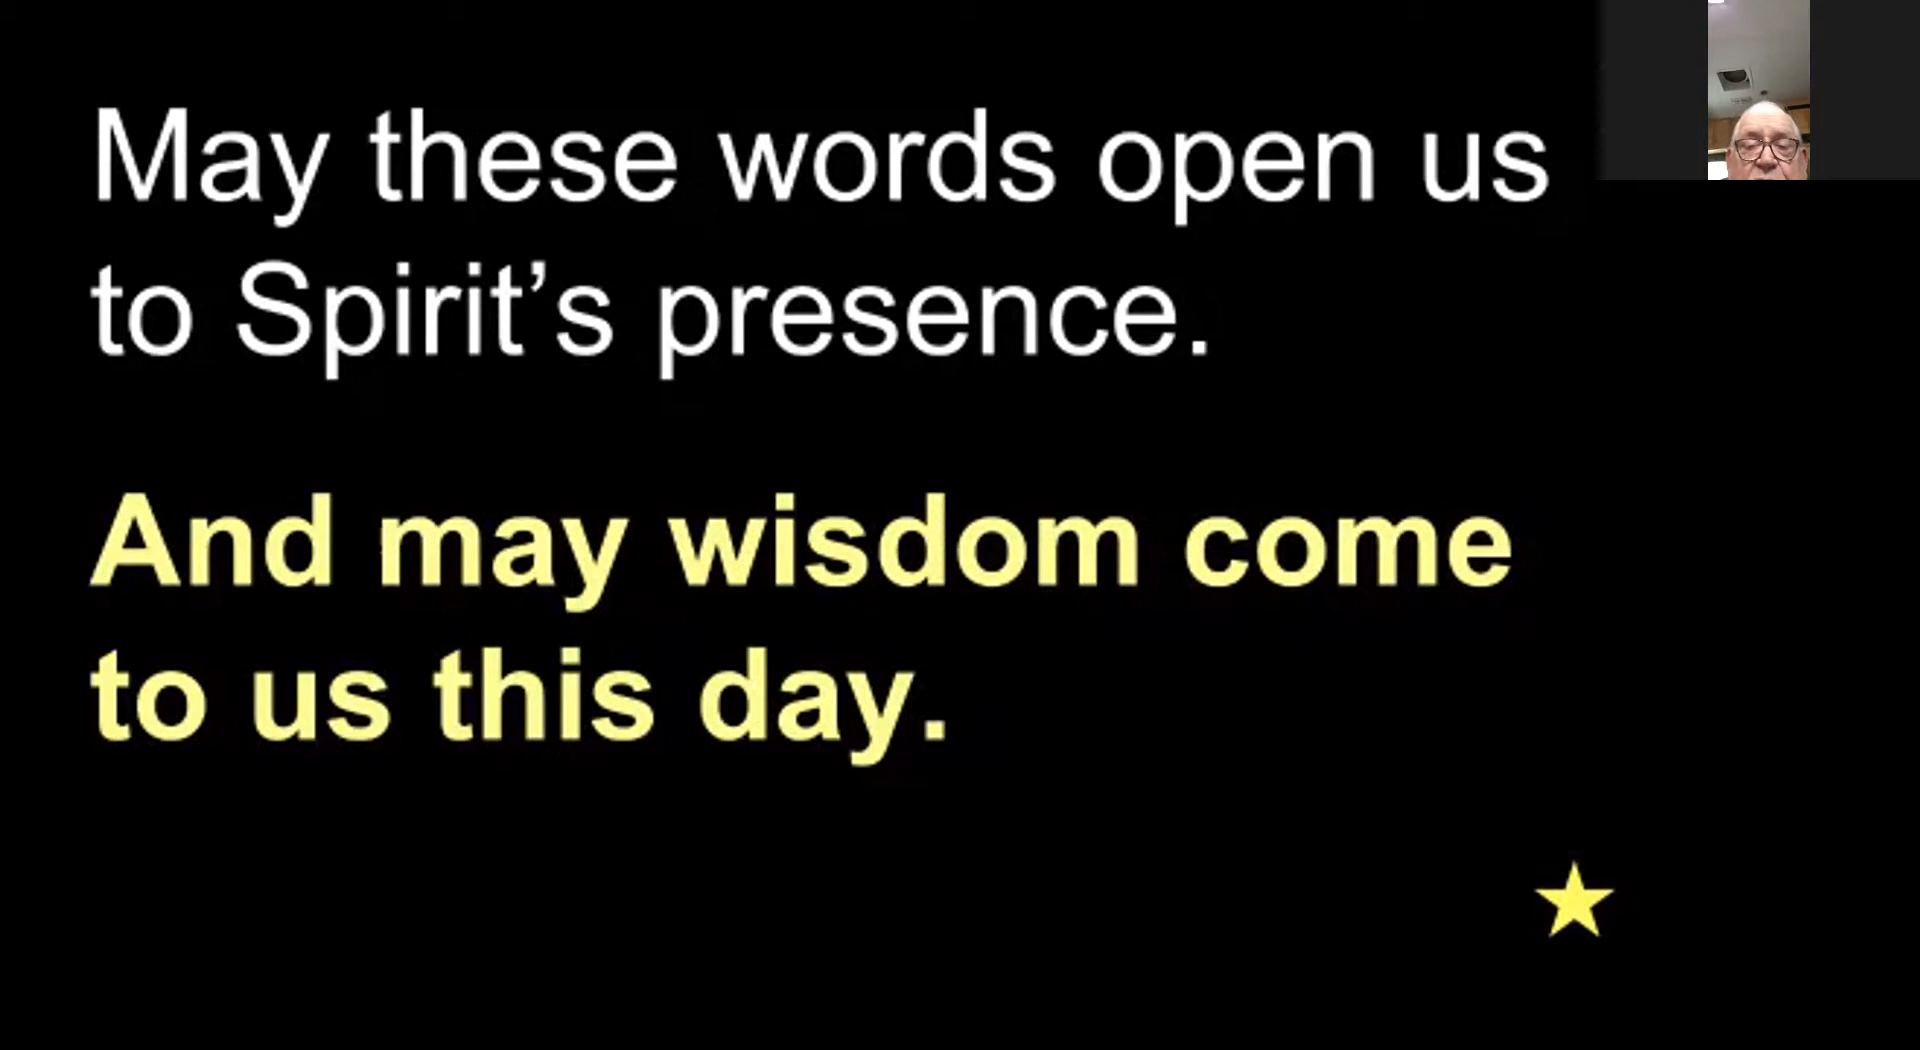 May these words open us
to Spirit’s presence.
And may wisdom come
to us this day.